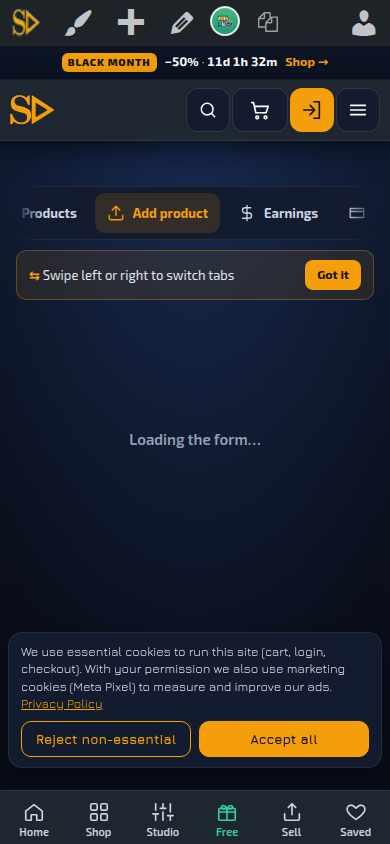 BLACK MONTH −50% · 11d 1h 32m Shop →
Products Add product Earnings
⇆ Swipe left or right to switch tabs Got it
Loading the form…
We use essential cookies to run this site (cart, login,
checkout). With your permission we also use marketing
cookies (Meta Pixel) to measure and improve our ads.
Privacy Policy
Reject non-essential Accept all
Home Shop Studio Free Sell Saved